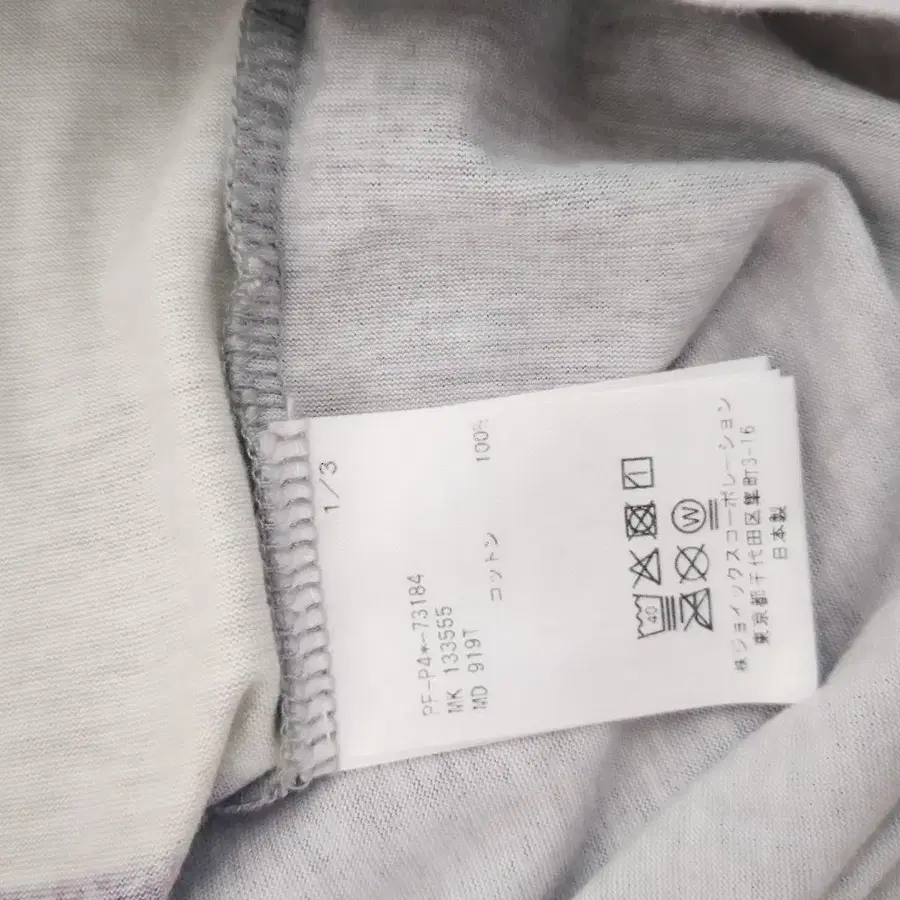 1/3
PF-P4*-73184
MK 133555
MD 919T
コットン 100%
40
W
㈱ジョイックスコーポレーション
東京都千代田区隼町3-16
日本製